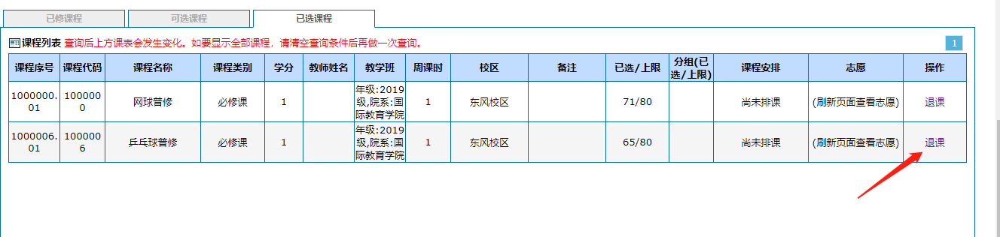 已修课程 可选课程 已选课程
课程列表 查询后上方课表会发生变化。如要显示全部课程，请清空查询条件后再做一次查询。 1
课程序号 课程代码 课程名称 课程类别 学分 教师姓名 教学班 周课时 校区 备注 已选/上限 分组(已选/上限) 课程安排 志愿 操作
1000000.01 1000000 网球普修 必修课 1 年级:2019级,院系:国际教育学院 1 东风校区 71/80 尚未排课 (刷新页面查看志愿) 退课
1000006.01 1000006 乒乓球普修 必修课 1 年级:2019级,院系:国际教育学院 1 东风校区 65/80 尚未排课 (刷新页面查看志愿) 退课